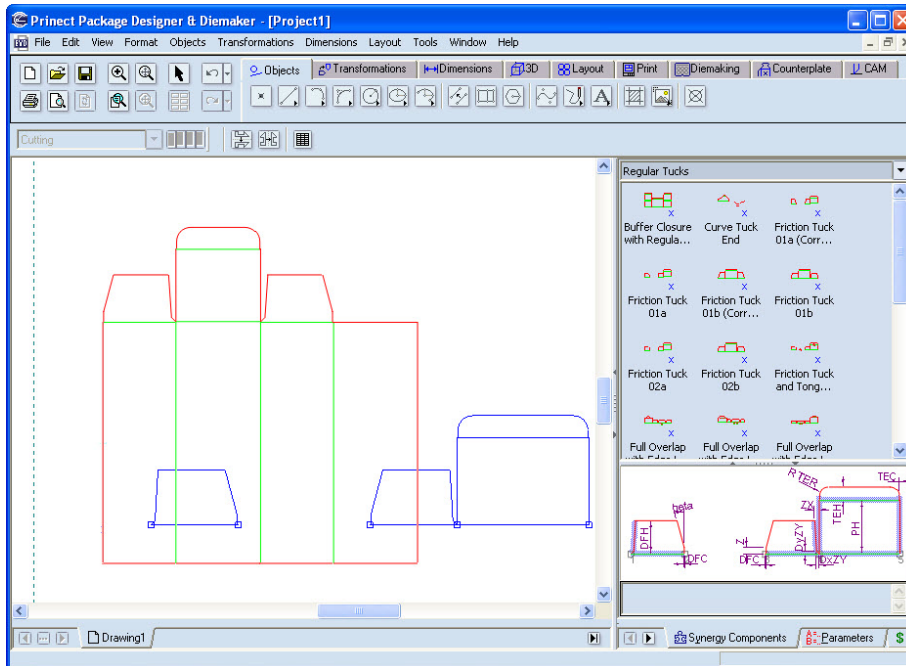 Prinect Package Designer & Diemaker - [Project1]
File Edit View Format Objects Transformations Dimensions Layout Tools Window Help
Objects Transformations Dimensions 3D Layout Print Diemaking Counterplate CAM
Cutting
Regular Tucks
Buffer Closure with Regula...
Curve Tuck End
Friction Tuck 01a (Corr...
Friction Tuck 01a
Friction Tuck 01b (Corr...
Friction Tuck 01b
Friction Tuck 02a
Friction Tuck 02b
Friction Tuck and Tong...
Full Overlap
Full Overlap
Full Overlap
R TER TEC
beta ZX TEH
DFH Z DxZY PH
DFC DFC DxZY S
Drawing1
Synergy Components Parameters $